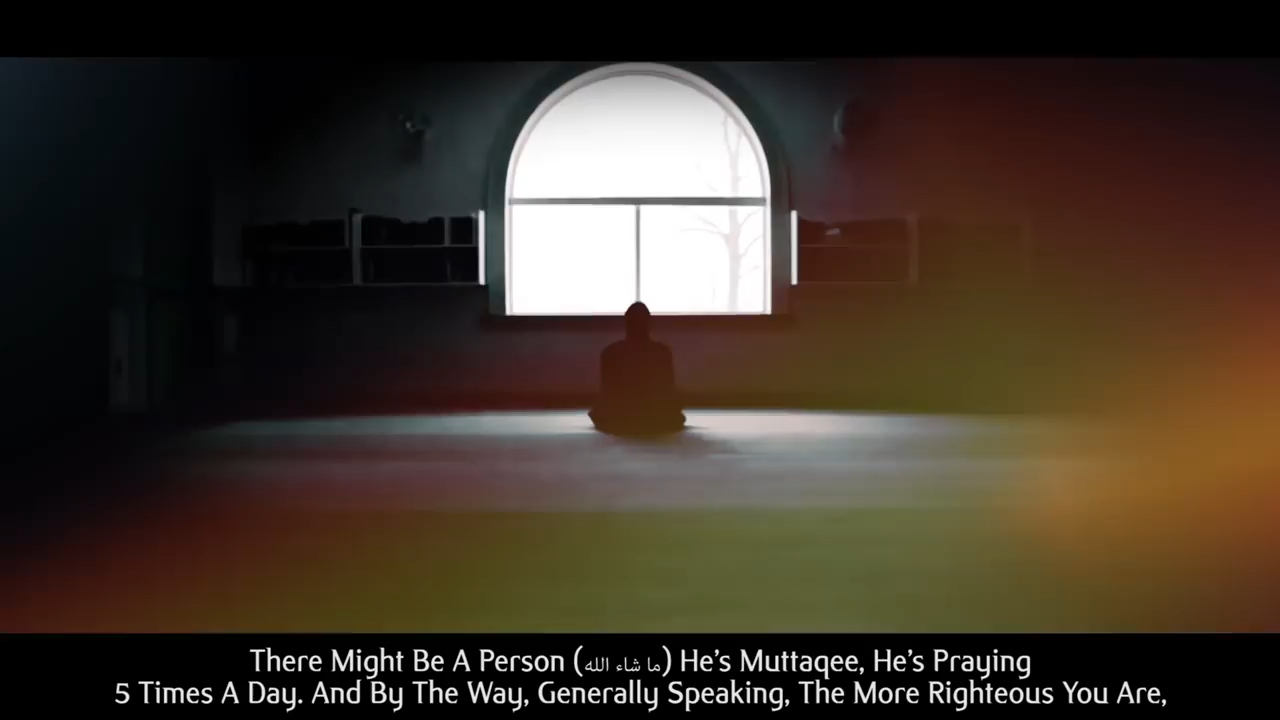 There Might Be A Person (ما شاء الله) He's Muttaqee, He's Praying
5 Times A Day. And By The Way, Generally Speaking, The More Righteous You Are,